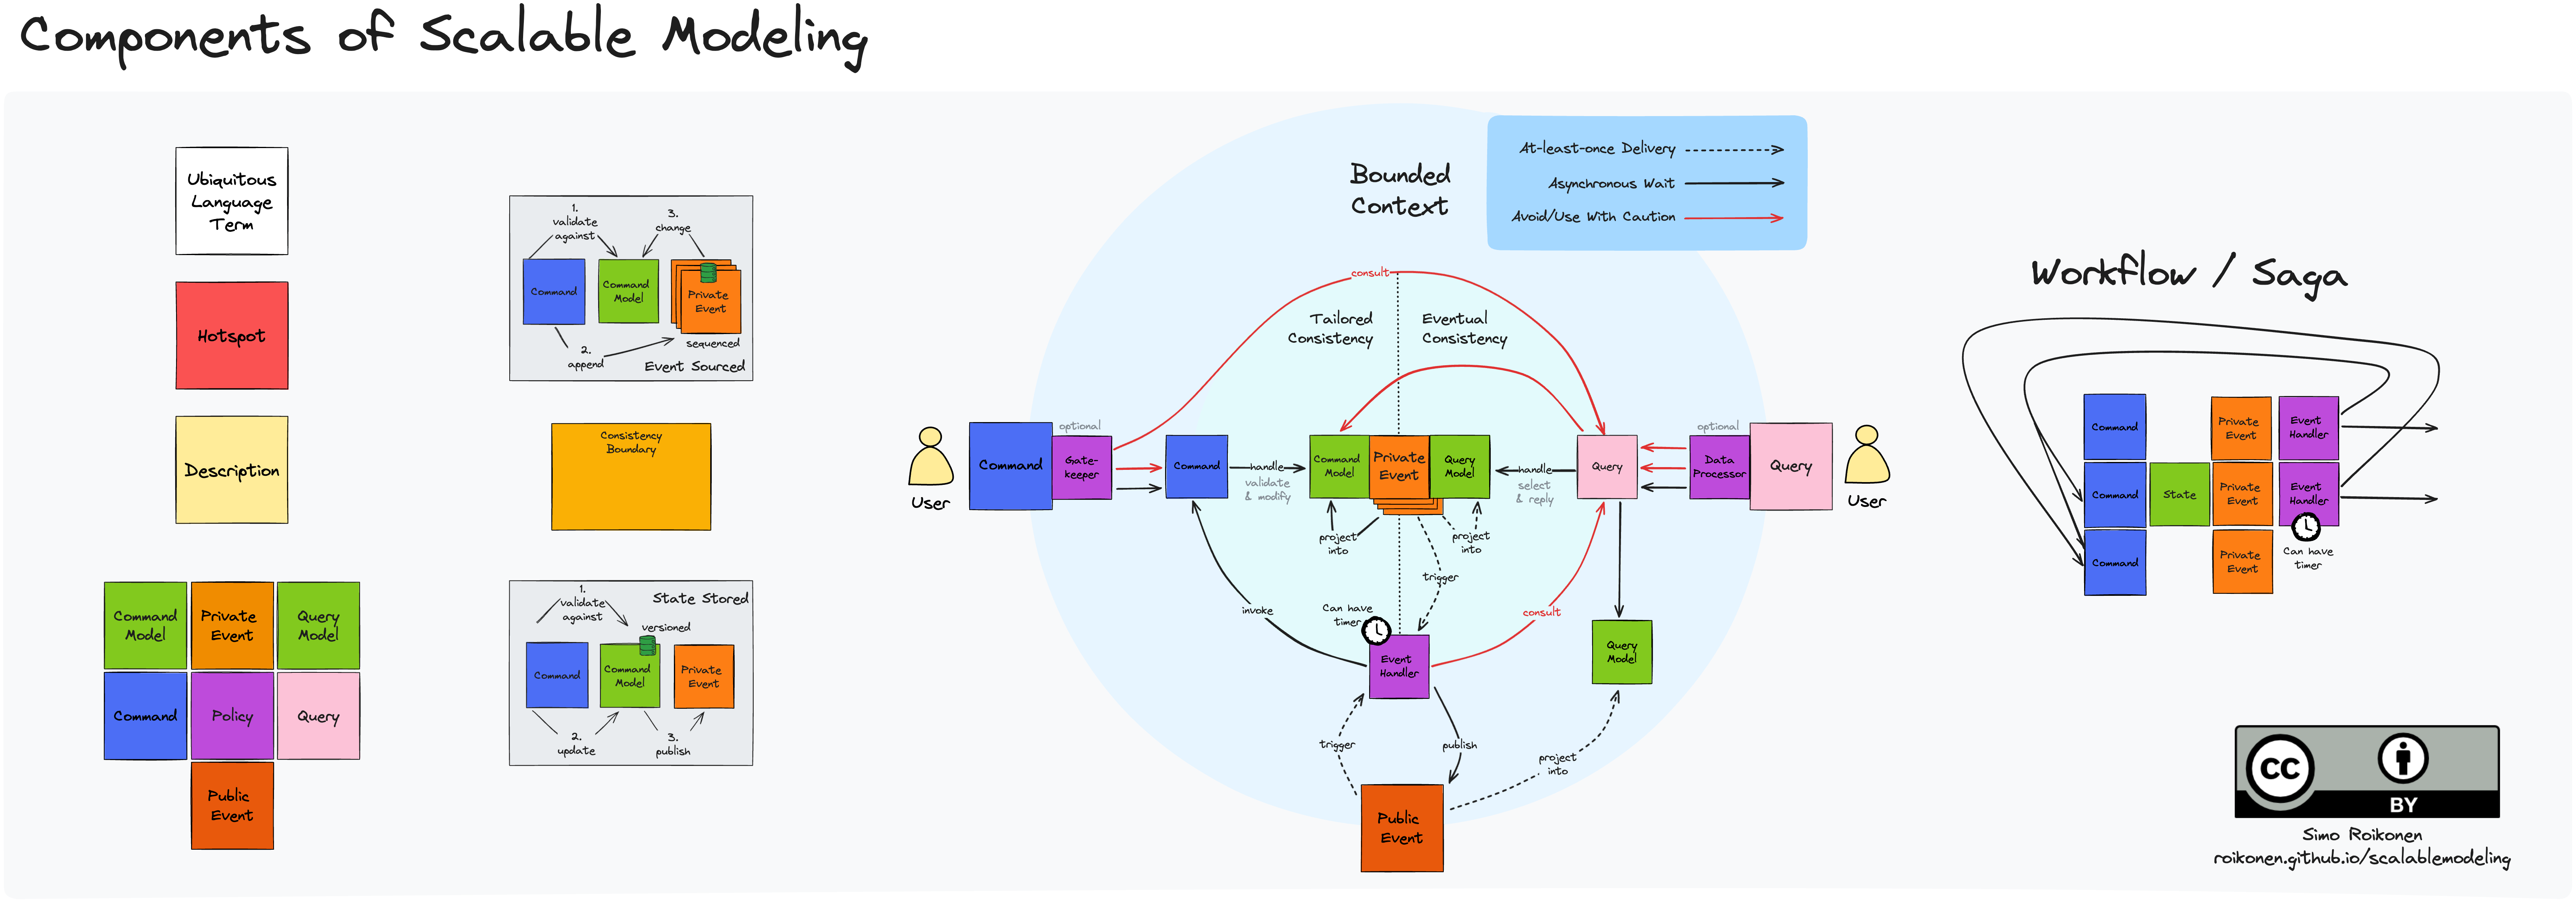 Components of Scalable Modeling
Ubiquitous
Language
Term
Hotspot
Description
Command
Model
Private
Event
Query
Model
Command
Policy
Query
Public
Event
1.
validate
against
3.
change
Command
Command
Model
Private
Event
sequenced
2.
append
Event Sourced
Consistency
Boundary
1.
validate
against
State Stored
versioned
Command
Command
Model
Private
Event
2.
update
3.
publish
Bounded
Context
At-least-once Delivery
Asynchronous Wait
Avoid/Use With Caution
consult
Tailored
Consistency
Eventual
Consistency
User
Command
optional
Gate-
keeper
Command
handle
validate
& modify
Command
Model
Private
Event
Query
Model
handle
select
& reply
Query
optional
Data
Processor
Query
User
project
into
project
into
trigger
invoke
Can have
timer
consult
Event
Handler
Query
Model
trigger
publish
project
into
Public
Event
Workflow / Saga
Command
Private
Event
Event
Handler
Command
State
Private
Event
Event
Handler
Command
Private
Event
Can have
timer
CC
BY
Simo Roikonen
roikonen.github.io/scalablemodeling